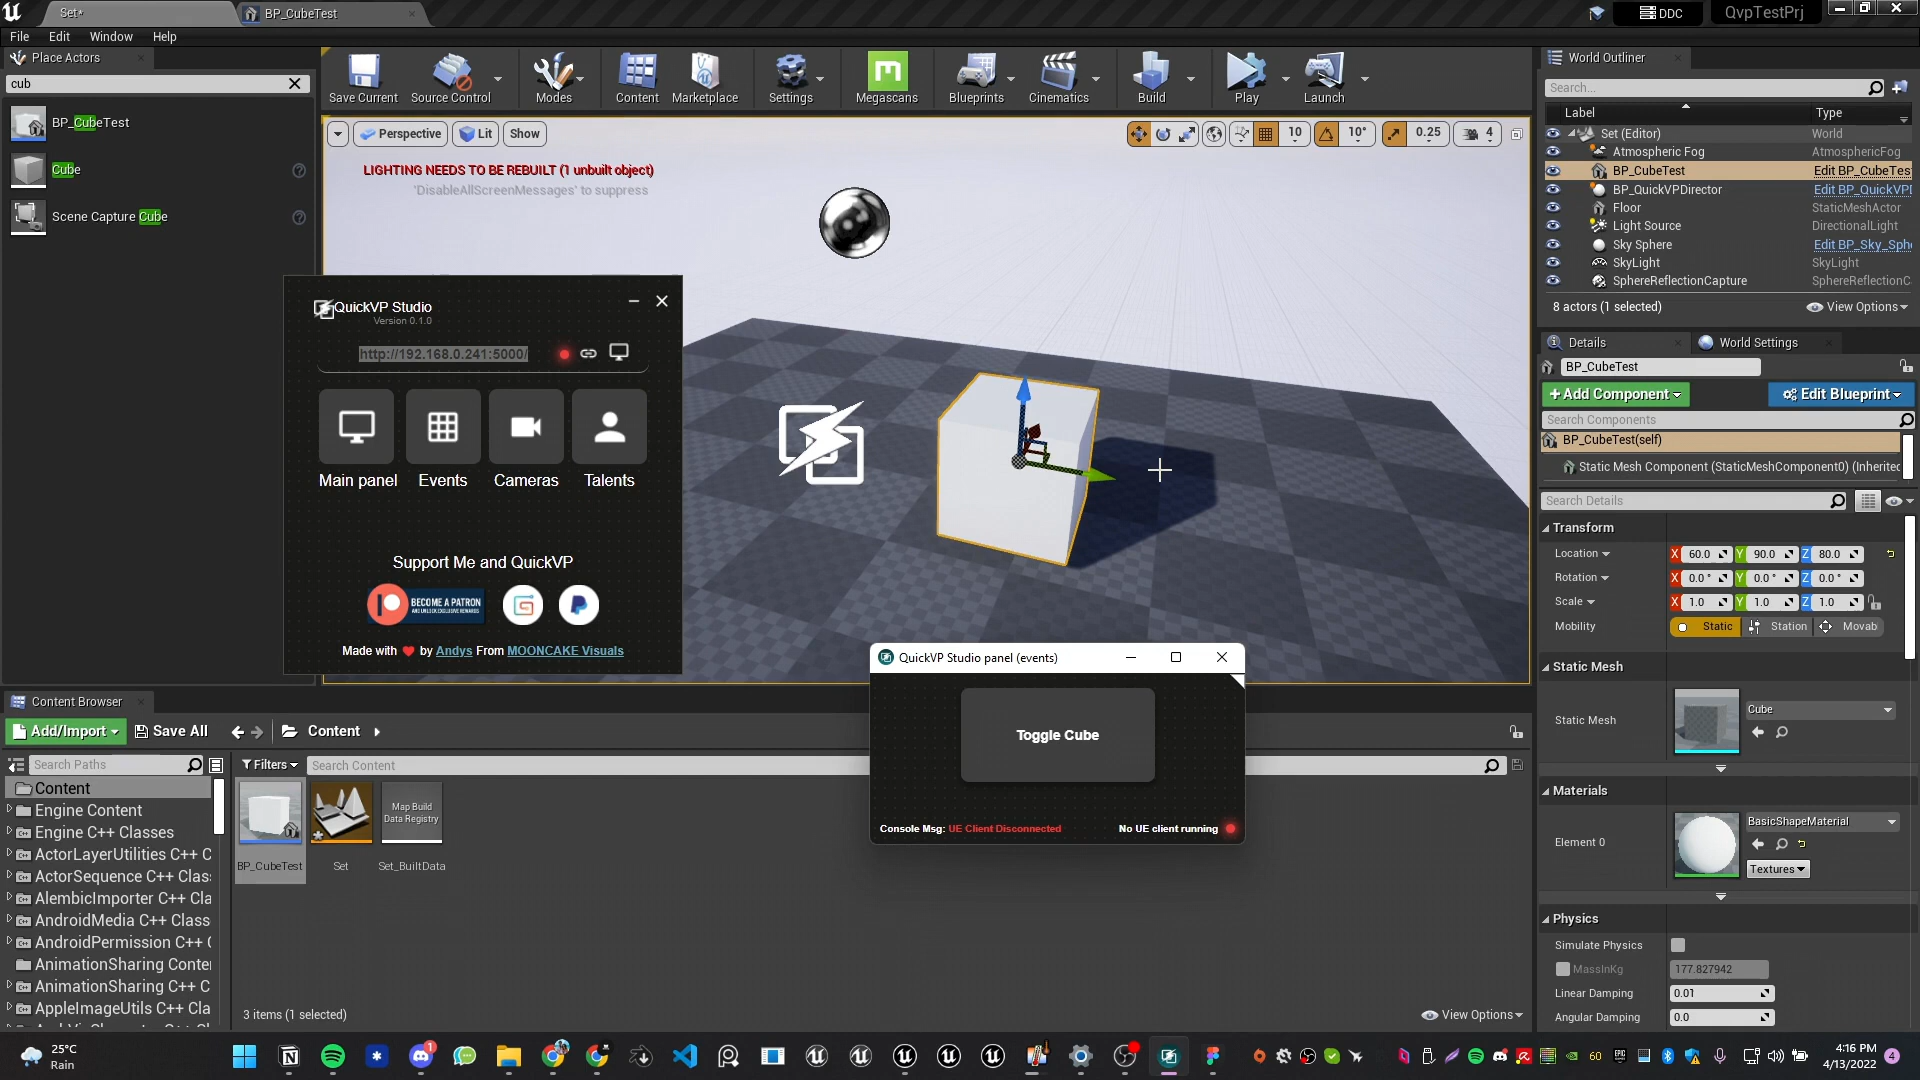 Set*
BP_CubeTest
DDC
QvpTestPrj
File Edit Window Help
Place Actors
cub
BP_CubeTest
Cube
Scene Capture Cube
Save Current
Source Control
Modes
Content
Marketplace
Settings
Megascans
Blueprints
Cinematics
Build
Play
Launch
Perspective
Lit
Show
10
10°
0.25
4
LIGHTING NEEDS TO BE REBUILT (1 unbuilt object)
'DisableAllScreenMessages' to suppress
QuickVP Studio
Version 0.1.0
http://192.168.0.241:5000/
Main panel
Events
Cameras
Talents
Support Me and QuickVP
BECOME A PATRON
AND UNLOCK EXCLUSIVE REWARDS
Made with by Andys From MOONCAKE Visuals
QuickVP Studio panel (events)
Toggle Cube
Console Msg: UE Client Disconnected
No UE client running
World Outliner
Search...
Label Type
Set (Editor) World
Atmospheric Fog AtmosphericFog
BP_CubeTest Edit BP_CubeTes
BP_QuickVPDirector Edit BP_QuickVPD
Floor StaticMeshActor
Light Source DirectionalLight
Sky Sphere Edit BP_Sky_Sphe
SkyLight SkyLight
SphereReflectionCapture SphereReflectionC
8 actors (1 selected)
View Options
Details
World Settings
BP_CubeTest
+Add Component
Edit Blueprint
Search Components
BP_CubeTest(self)
Static Mesh Component (StaticMeshComponent0) (Inherited
Search Details
Transform
Location X 60.0 Y 90.0 Z 80.0
Rotation X 0.0 ° Y 0.0 ° Z 0.0 °
Scale X 1.0 Y 1.0 Z 1.0
Mobility Static Station Movab
Static Mesh
Static Mesh
Cube
Materials
Element 0
BasicShapeMaterial
Textures
Physics
Simulate Physics
MassInKg 177.827942
Linear Damping 0.01
Angular Damping 0.0
Content Browser
Add/Import
Save All
Content
Search Paths
Filters
Search Content
Content
Engine Content
Engine C++ Classes
ActorLayerUtilities C++ C
ActorSequence C++ Clas
AlembicImporter C++ Cla
AndroidMedia C++ Class
AndroidPermission C++ C
AnimationSharing Conte
AnimationSharing C++ C
AppleImageUtils C++ Cla
BP_CubeTest
Set
Map Build
Data Registry
Set_BuiltData
3 items (1 selected)
View Options
25°C
Rain
1
60
4:16 PM
4/13/2022
4